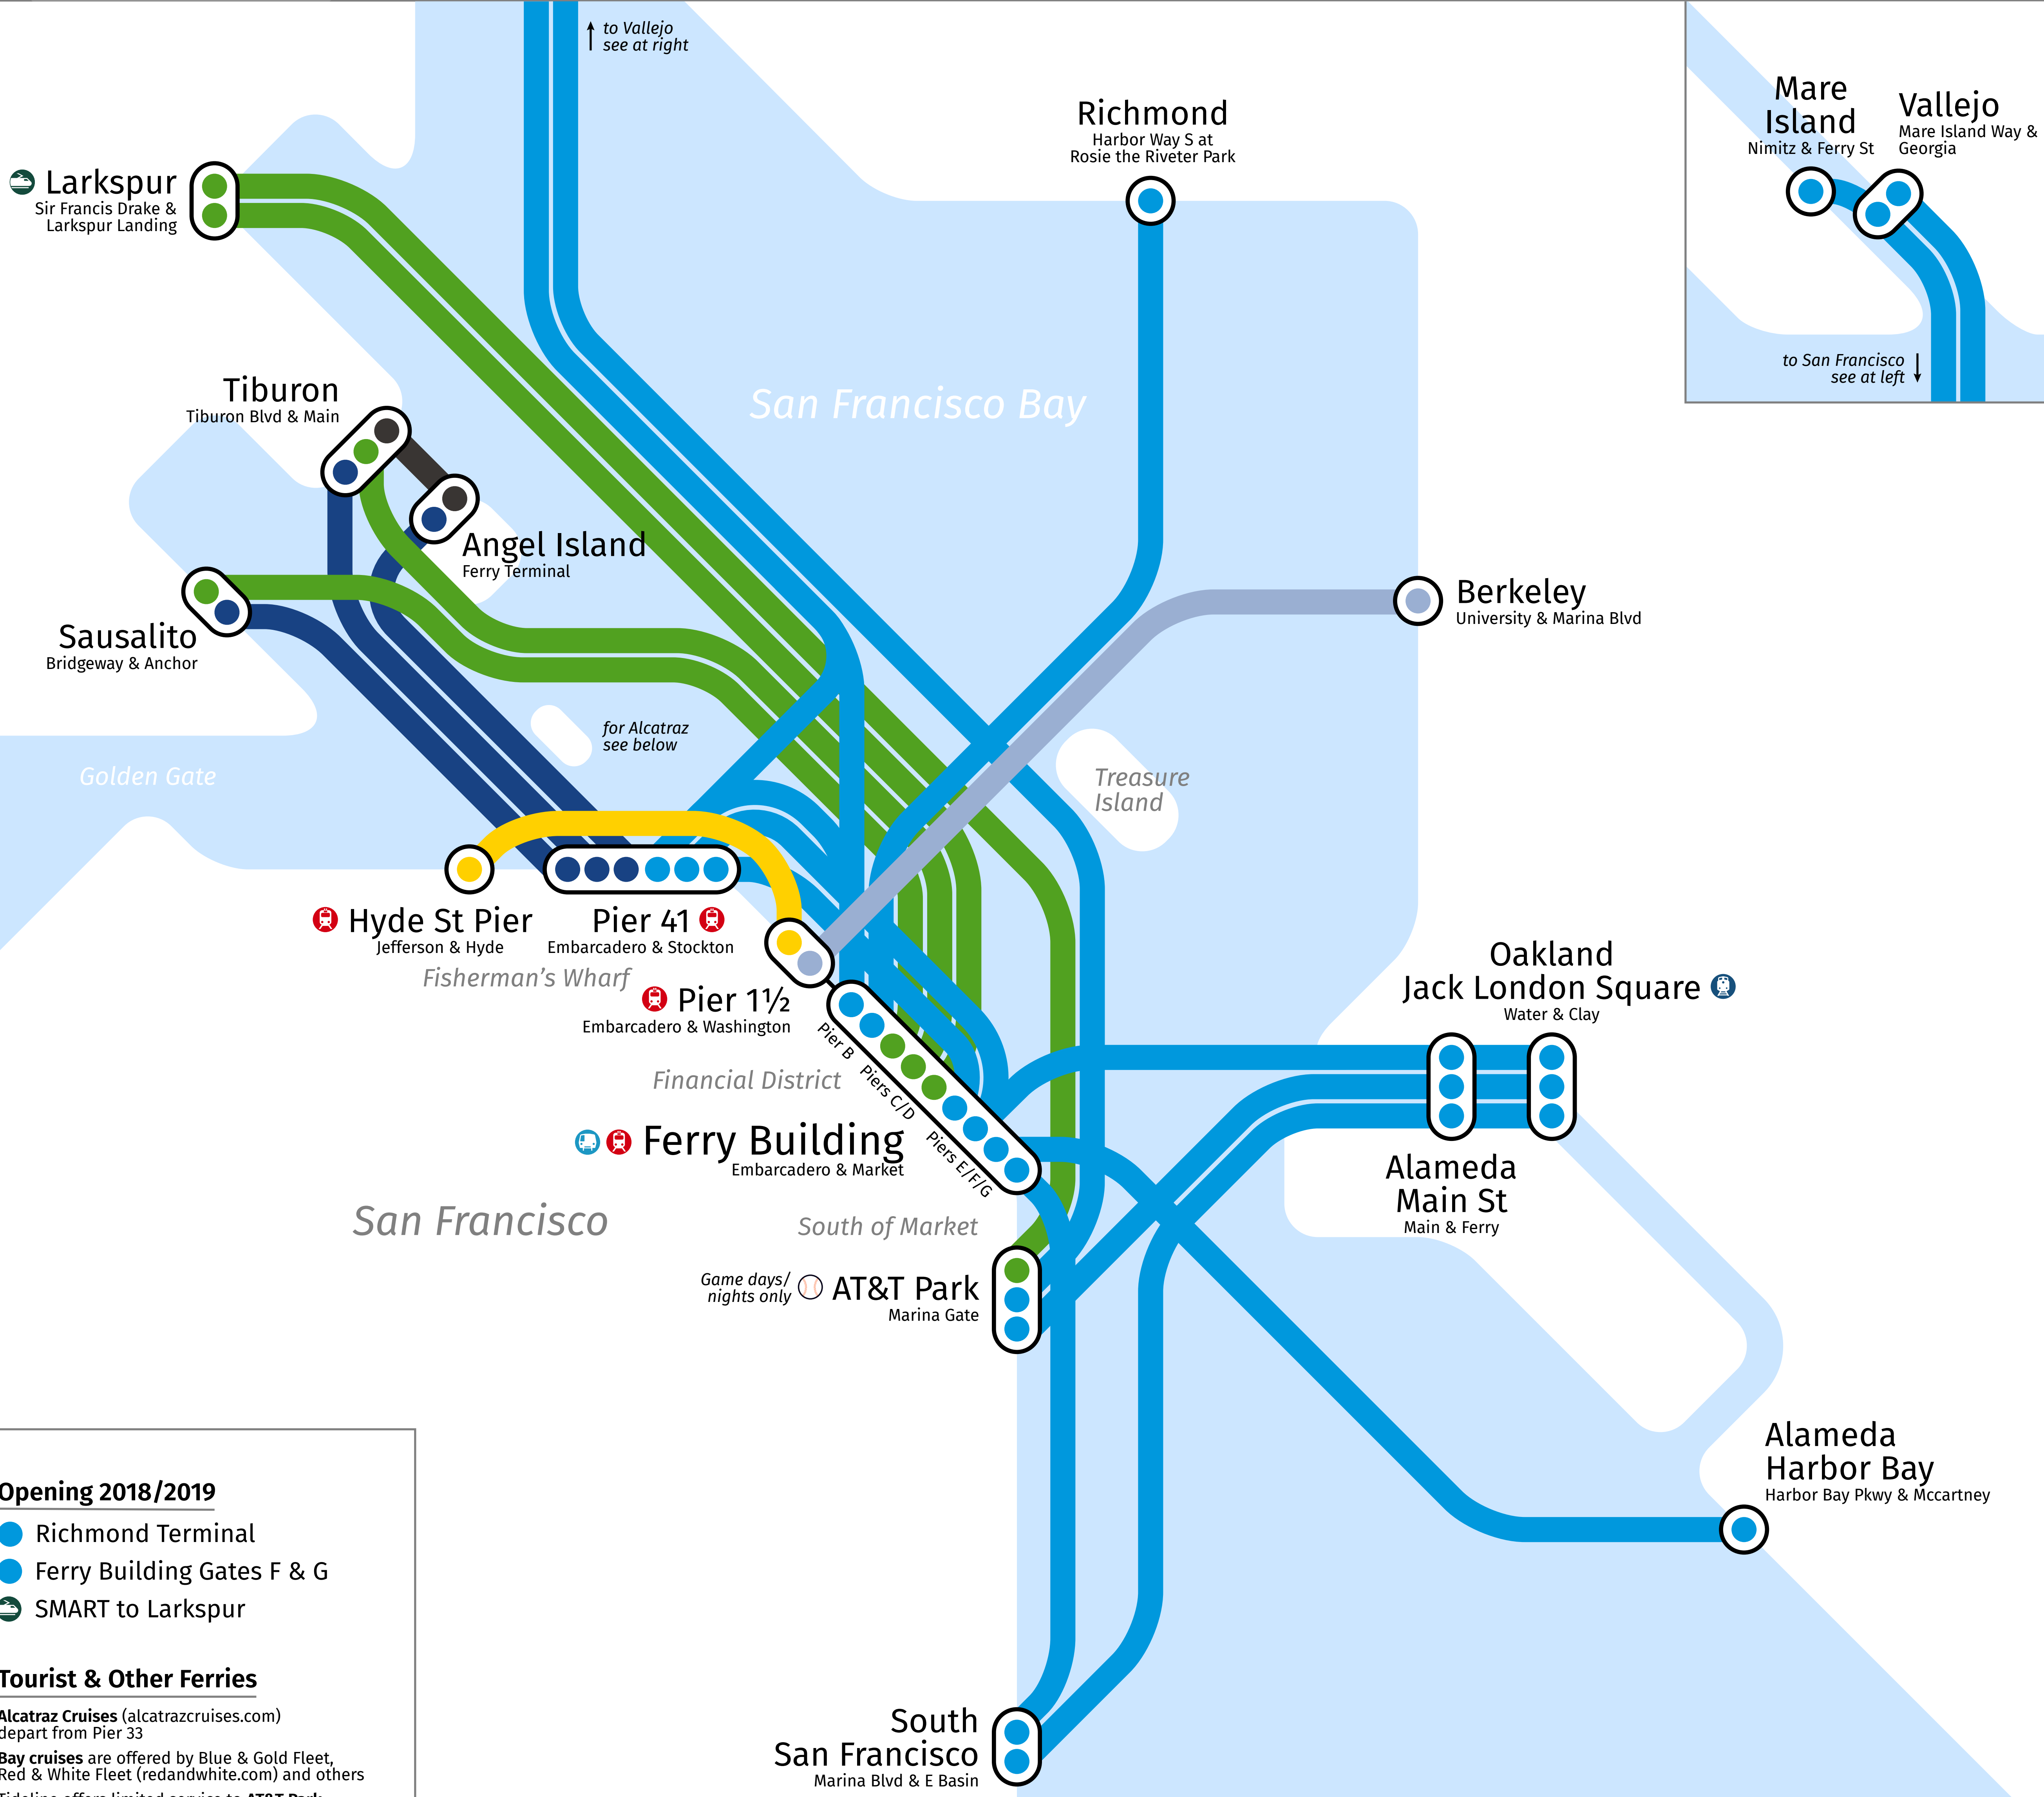 to Vallejo
see at right
Mare
Island
Nimitz & Ferry St
Vallejo
Mare Island Way &
Georgia
to San Francisco
see at left
Richmond
Harbor Way S at
Rosie the Riveter Park
Larkspur
Sir Francis Drake &
Larkspur Landing
Tiburon
Tiburon Blvd & Main
San Francisco Bay
Angel Island
Ferry Terminal
Berkeley
University & Marina Blvd
Sausalito
Bridgeway & Anchor
for Alcatraz
see below
Golden Gate
Treasure
Island
Hyde St Pier
Jefferson & Hyde
Pier 41
Embarcadero & Stockton
Fisherman's Wharf
Pier 1½
Embarcadero & Washington
Pier B
Piers C/D
Piers E/F/G
Financial District
Ferry Building
Embarcadero & Market
Oakland
Jack London Square
Water & Clay
Alameda
Main St
Main & Ferry
San Francisco
South of Market
Game days/
nights only
AT&T Park
Marina Gate
Alameda
Harbor Bay
Harbor Bay Pkwy & Mccartney
South
San Francisco
Marina Blvd & E Basin
Opening 2018/2019
Richmond Terminal
Ferry Building Gates F & G
SMART to Larkspur
Tourist & Other Ferries
Alcatraz Cruises (alcatrazcruises.com)
depart from Pier 33
Bay cruises are offered by Blue & Gold Fleet,
Red & White Fleet (redandwhite.com) and others
Tideline offers limited service to AT&T Park